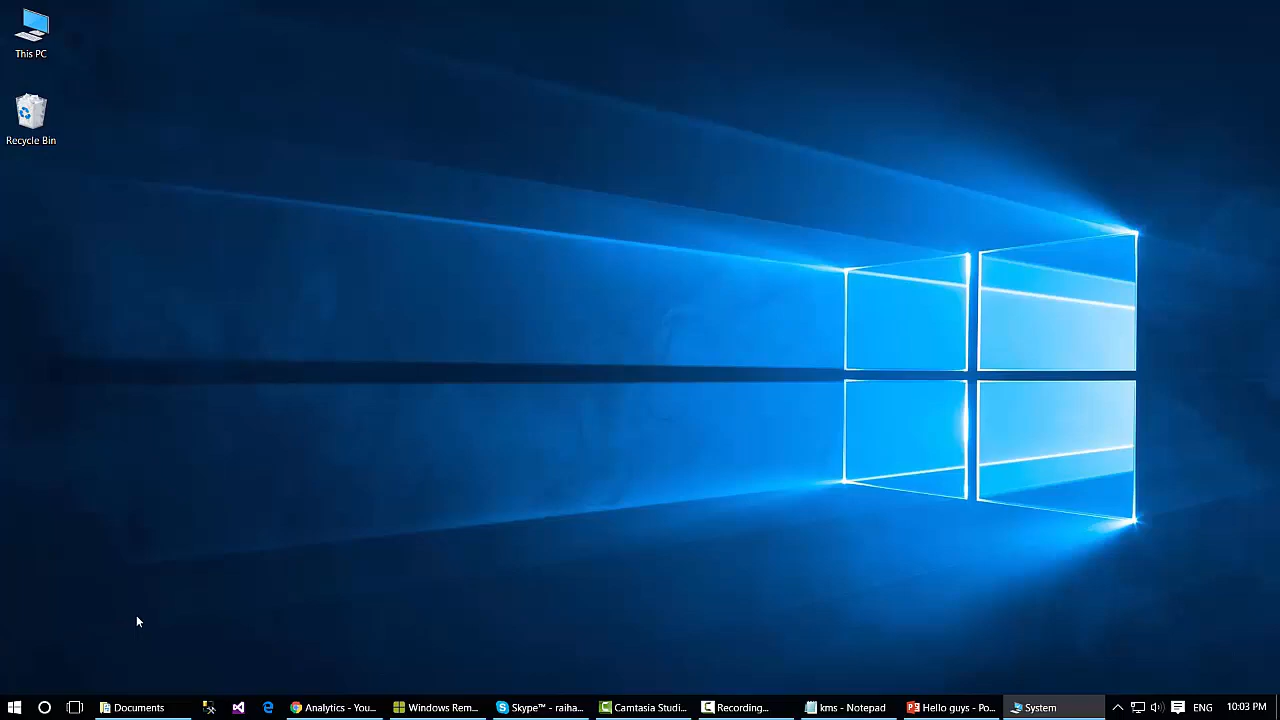 This PC
Recycle Bin
Documents
Analytics - You...
Windows Rem...
Skype™ - raiha...
Camtasia Studi...
Recording...
kms - Notepad
Hello guys - Po...
System
ENG
10:03 PM